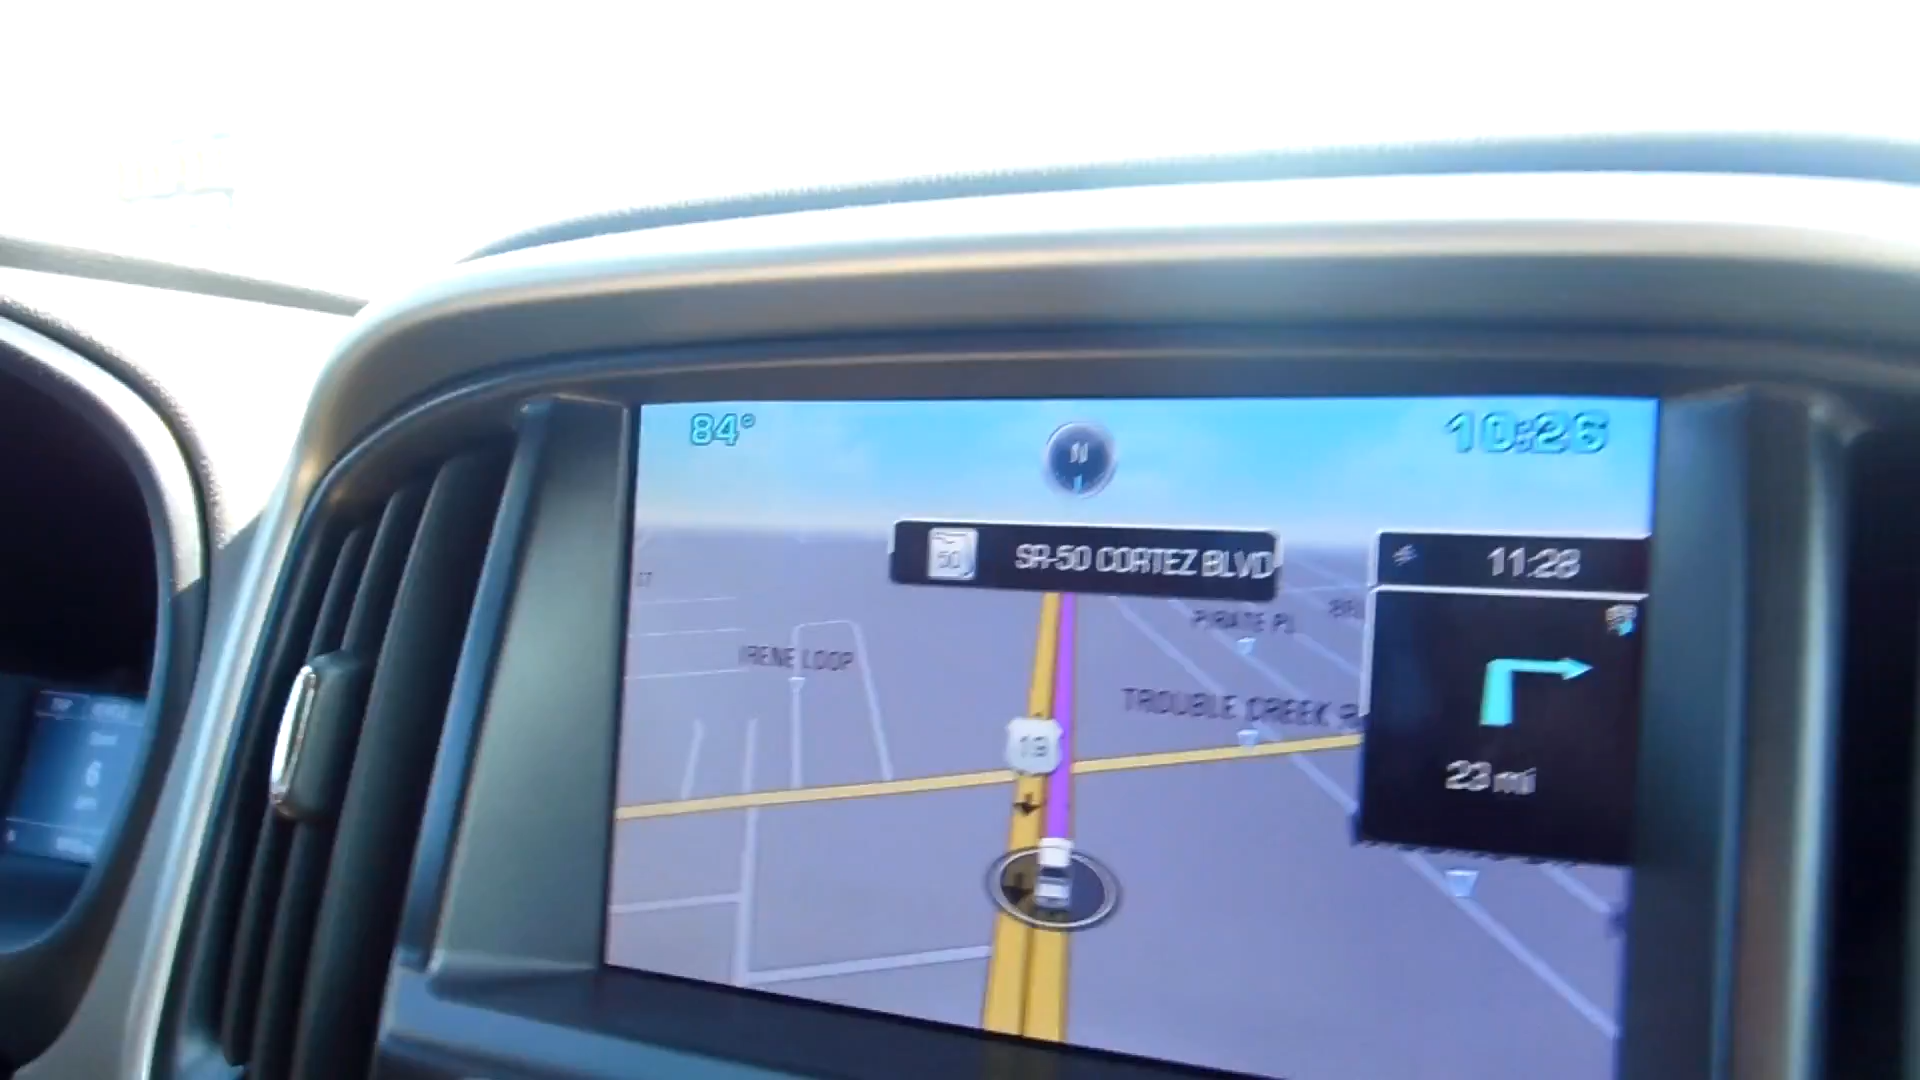 84°
10:26
N
50
SR-50 CORTEZ BLVD
11:28
PIRATE PL
IRENE LOOP
TROUBLE CREEK
19
23 mi
6